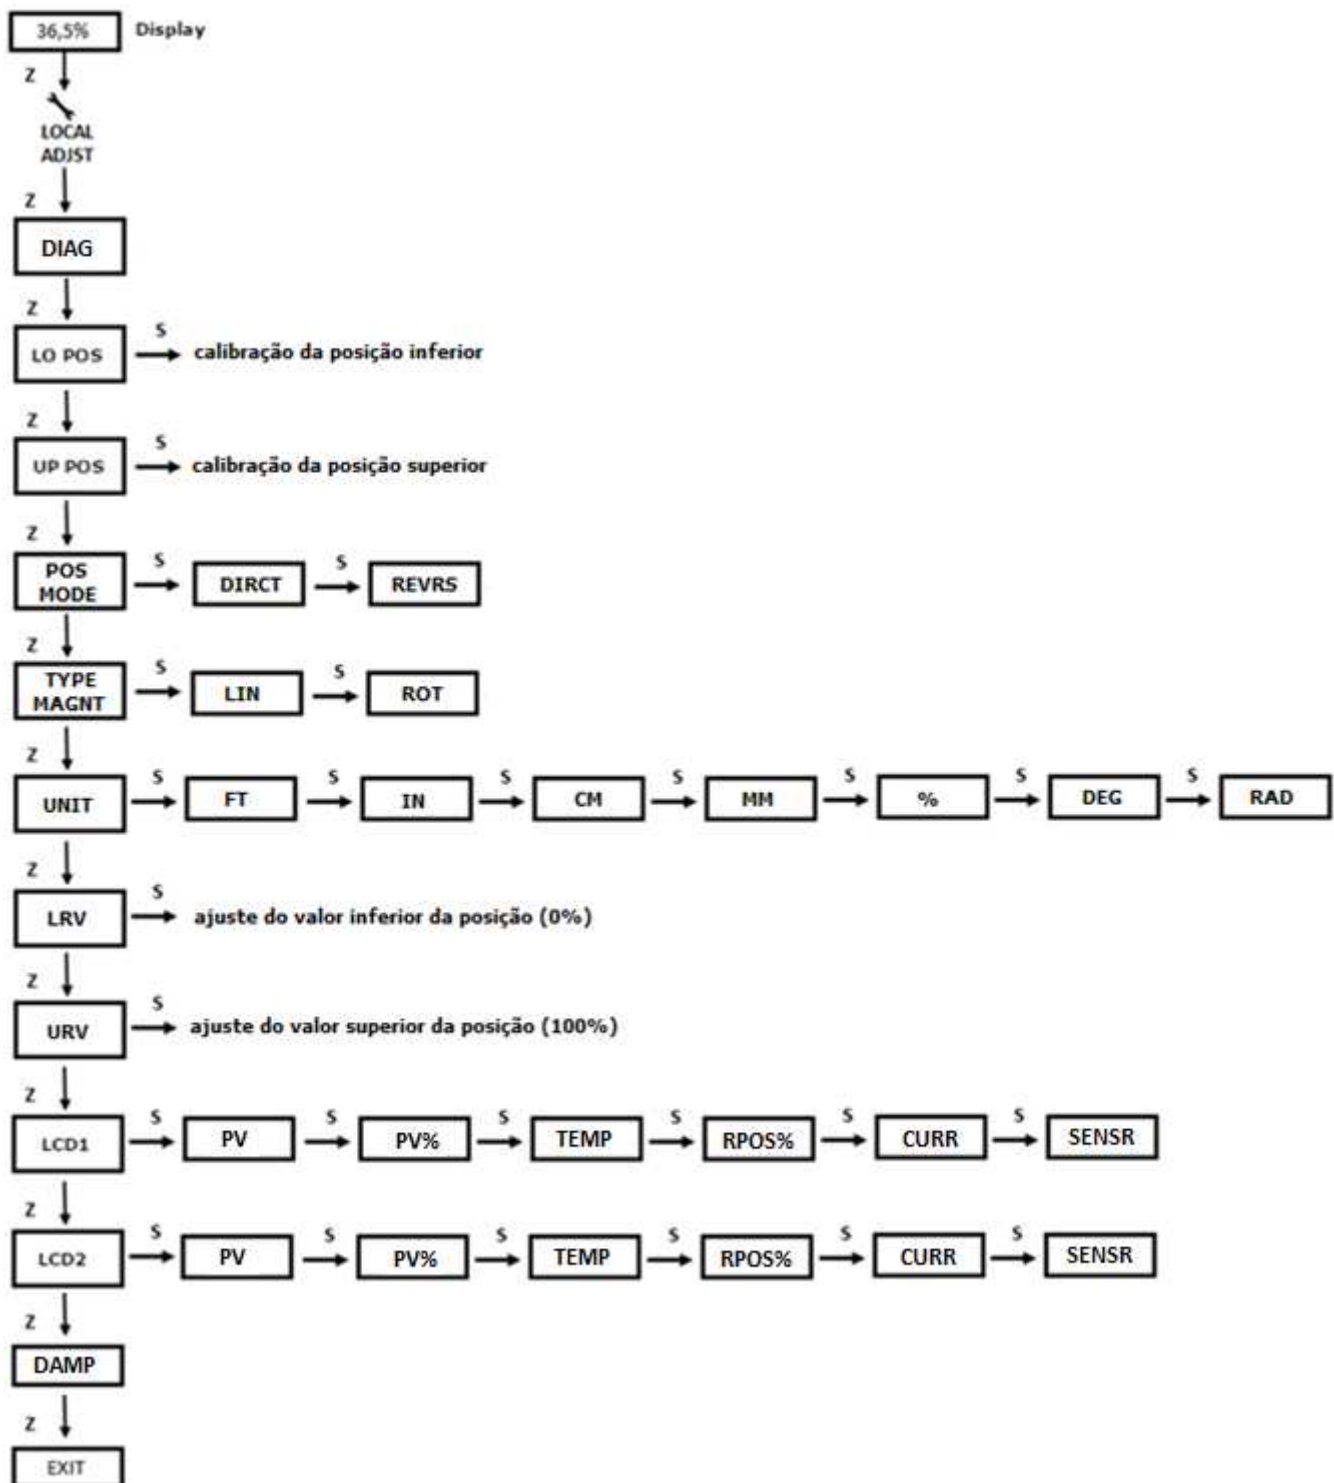 36,5% Display
Z
LOCAL
ADJST
Z
DIAG
Z
LO POS S calibração da posição inferior
Z
UP POS S calibração da posição superior
Z
POS
MODE S DIRCT S REVRS
Z
TYPE
MAGNT S LIN S ROT
Z
UNIT S FT S IN S CM S MM S % S DEG S RAD
Z
LRV S ajuste do valor inferior da posição (0%)
Z
URV S ajuste do valor superior da posição (100%)
Z
LCD1 S PV S PV% S TEMP S RPOS% S CURR S SENSR
Z
LCD2 S PV S PV% S TEMP S RPOS% S CURR S SENSR
Z
DAMP
Z
EXIT